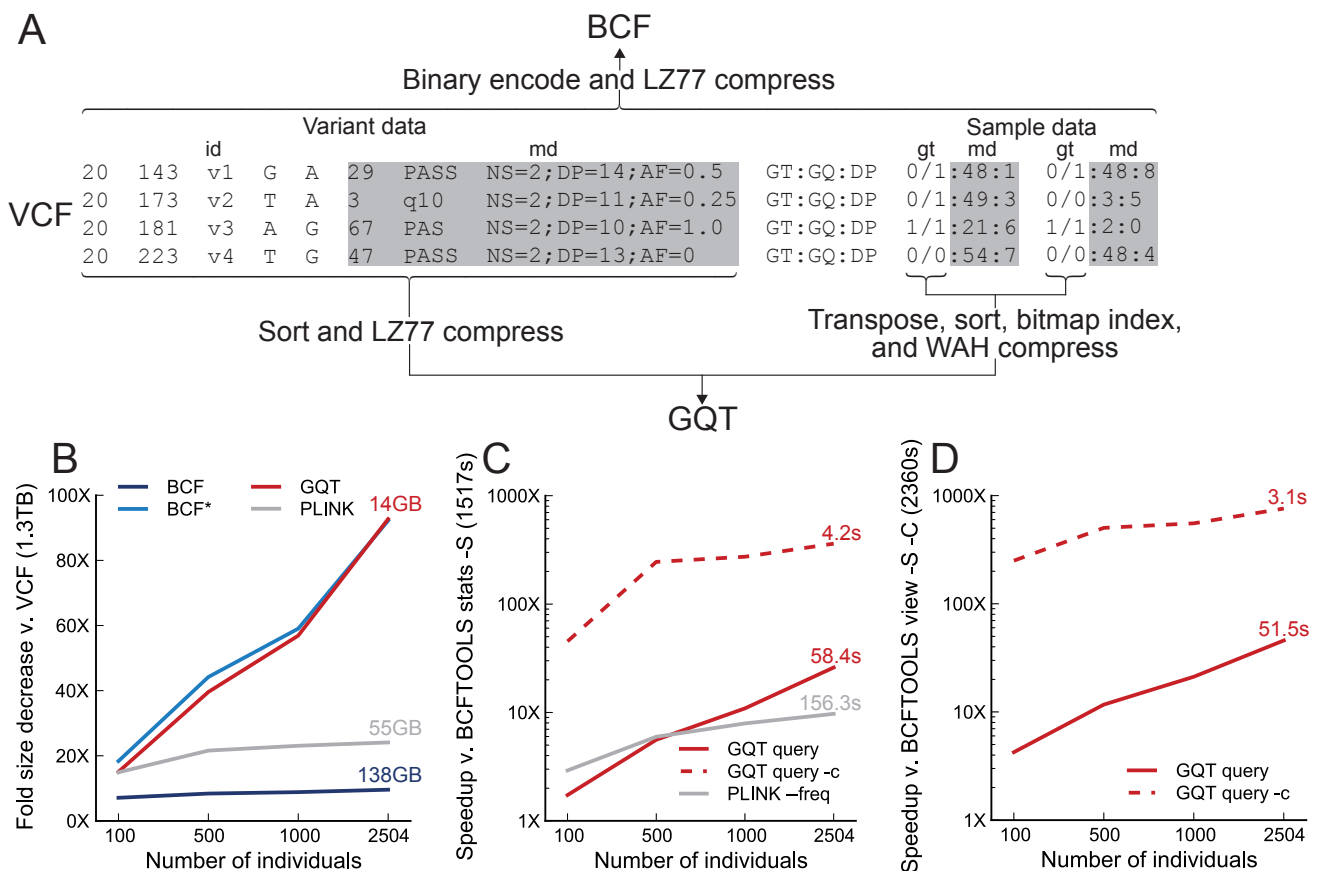 A
BCF
Binary encode and LZ77 compress
Variant data
Sample data
id md gt md gt md
VCF
20 143 v1 G A 29 PASS NS=2;DP=14;AF=0.5 GT:GQ:DP 0/1:48:1 0/1:48:8
20 173 v2 T A 3 q10 NS=2;DP=11;AF=0.25 GT:GQ:DP 0/1:49:3 0/0:3:5
20 181 v3 A G 67 PAS NS=2;DP=10;AF=1.0 GT:GQ:DP 1/1:21:6 1/1:2:0
20 223 v4 T G 47 PASS NS=2;DP=13;AF=0 GT:GQ:DP 0/0:54:7 0/0:48:4
Sort and LZ77 compress
Transpose, sort, bitmap index,
and WAH compress
GQT
B
Fold size decrease v. VCF (1.3TB)
BCF
BCF*
GQT
PLINK
100X
80X
60X
40X
20X
0X
14GB
55GB
138GB
100 500 1000 2504
Number of individuals
C
Speedup v. BCFTOOLS stats -S (1517s)
1000X
100X
10X
1X
4.2s
58.4s
156.3s
GQT query
GQT query -c
PLINK –freq
100 500 1000 2504
Number of individuals
D
Speedup v. BCFTOOLS view -S -C (2360s)
1000X
100X
10X
1X
3.1s
51.5s
GQT query
GQT query -c
100 500 1000 2504
Number of individuals